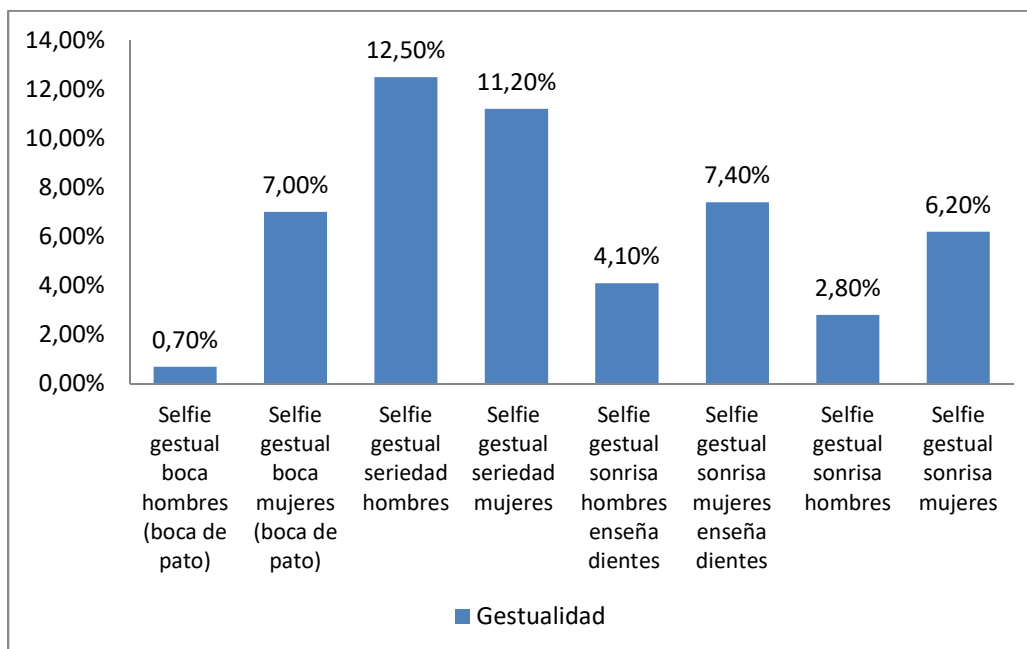 14,00%
12,00%
10,00%
8,00%
6,00%
4,00%
2,00%
0,00%
0,70%
7,00%
12,50%
11,20%
4,10%
7,40%
2,80%
6,20%
Selfie
gestual
boca
hombres
(boca de
pato)
Selfie
gestual
boca
mujeres
(boca de
pato)
Selfie
gestual
seriedad
hombres
Selfie
gestual
seriedad
mujeres
Selfie
gestual
sonrisa
hombres
enseña
dientes
Selfie
gestual
sonrisa
mujeres
enseña
dientes
Selfie
gestual
sonrisa
hombres
Selfie
gestual
sonrisa
mujeres
Gestualidad